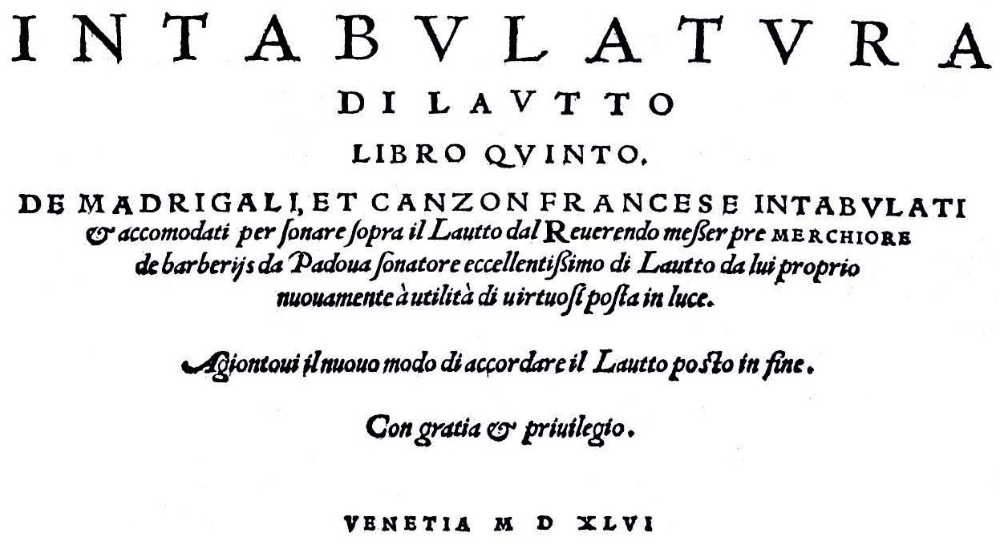 INTABVLATVRA
DI LAVTTO
LIBRO QVINTO.
DE MADRIGALI, ET CANZON FRANCESE INTABVLATI
& accomodati per ſonare ſopra il Lautto dal Reuerendo meßer pre MERCHIORE
de barberijs da Padoua ſonatore eccellentißimo di Lautto da lui proprio
nuouamente à utilità di uirtuoſi poſta in luce.
Agiontoui il nuouo modo di accordare il Lautto poſto in fine.
Con gratia & priuilegio.
VENETIA M D XLVI